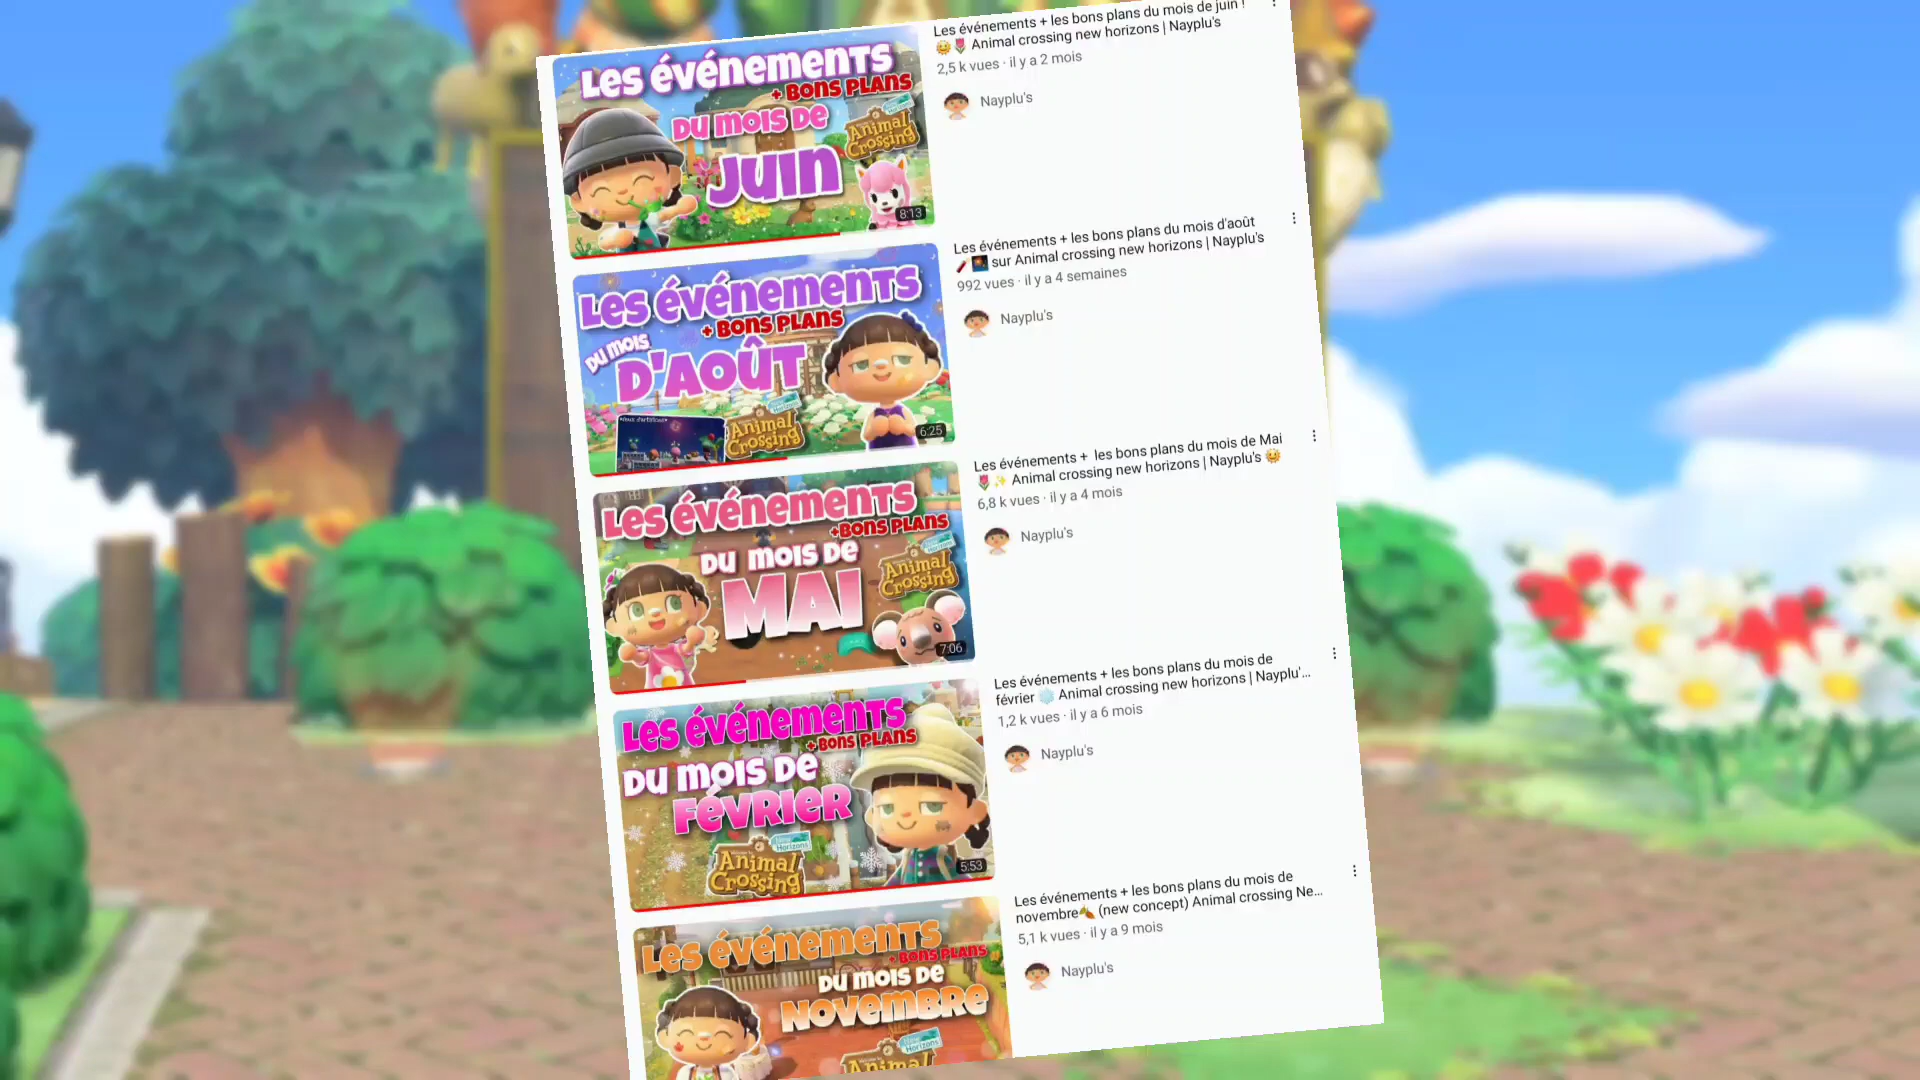 Les événements
+ Bons plans
du mois de
Juin
New Horizons
Animal Crossing
8:13
Les événements + les bons plans du mois de juin !
🌞🌷 Animal crossing new horizons | Nayplu's
2,5 k vues · il y a 2 mois
Nayplu's
Les événements
+ Bons plans
du mois
d'août
Animal Crossing
6:25
Les événements + les bons plans du mois d'août
🧨🎆 sur Animal crossing new horizons | Nayplu's
992 vues · il y a 4 semaines
Nayplu's
Les événements
+Bons plans
du mois de
MAI
Animal Crossing
7:06
Les événements + les bons plans du mois de Mai
🌷✨ Animal crossing new horizons | Nayplu's 🌞
6,8 k vues · il y a 4 mois
Nayplu's
Les événements
+ Bons plans
du mois de
Février
New Horizons
Animal Crossing
5:53
Les événements + les bons plans du mois de
février ❄️ Animal crossing new horizons | Nayplu'...
1,2 k vues · il y a 6 mois
Nayplu's
Les événements
+ Bons plans
du mois de
Novembre
New Horizons
Animal
Les événements + les bons plans du mois de
novembre🍂 (new concept) Animal crossing Ne...
5,1 k vues · il y a 9 mois
Nayplu's